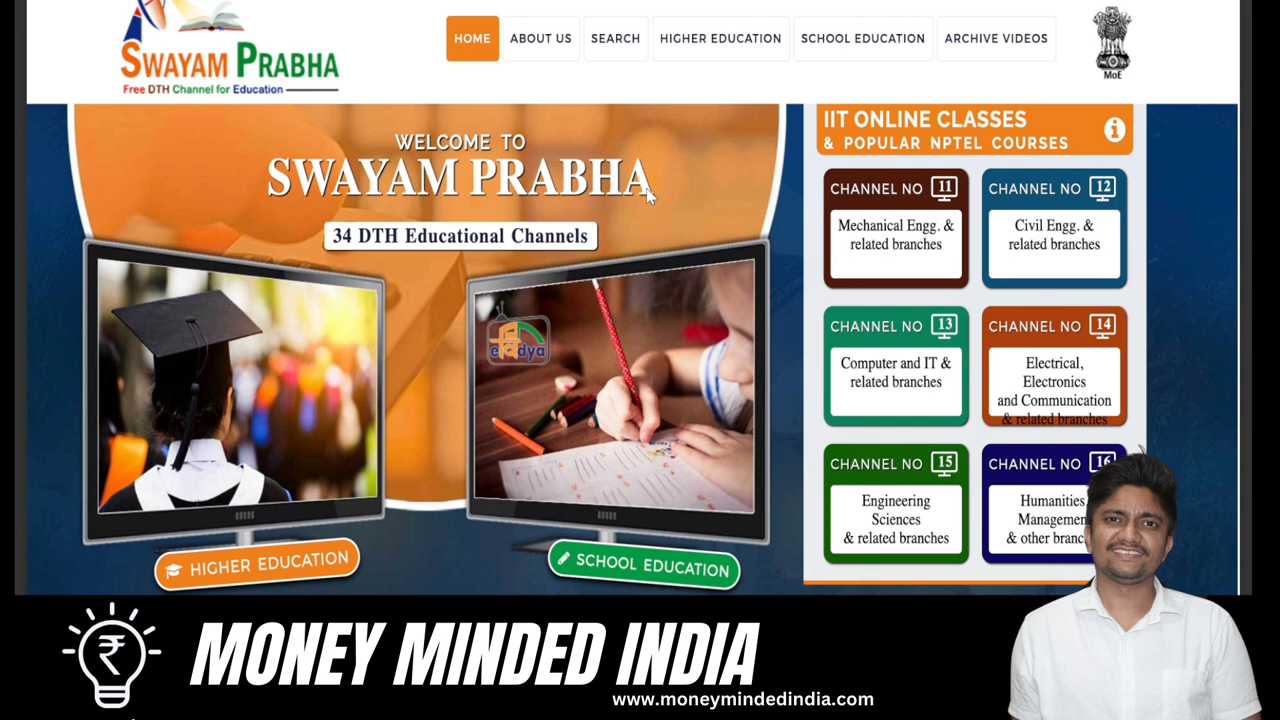 SWAYAM PRABHA
Free DTH Channel for Education
HOME
ABOUT US
SEARCH
HIGHER EDUCATION
SCHOOL EDUCATION
ARCHIVE VIDEOS
MoE
WELCOME TO
SWAYAM PRABHA
34 DTH Educational Channels
HIGHER EDUCATION
SCHOOL EDUCATION
IIT ONLINE CLASSES
& POPULAR NPTEL COURSES
CHANNEL NO 11
Mechanical Engg. &
related branches
CHANNEL NO 12
Civil Engg. &
related branches
CHANNEL NO 13
Computer and IT &
related branches
CHANNEL NO 14
Electrical,
Electronics
and Communication
& related branches
CHANNEL NO 15
Engineering
Sciences
& related branches
CHANNEL NO 16
Humanities
Managemen
& other branc
₹
MONEY MINDED INDIA
www.moneymindedindia.com